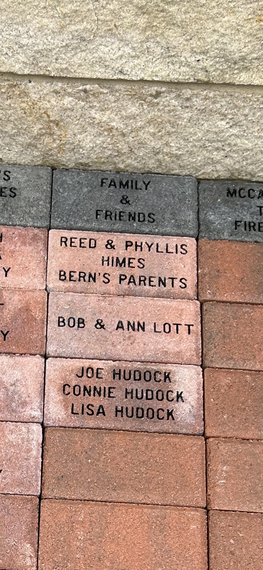 FAMILY
&
FRIENDS
REED & PHYLLIS
HIMES
BERN'S PARENTS
BOB & ANN LOTT
JOE HUDOCK
CONNIE HUDOCK
LISA HUDOCK